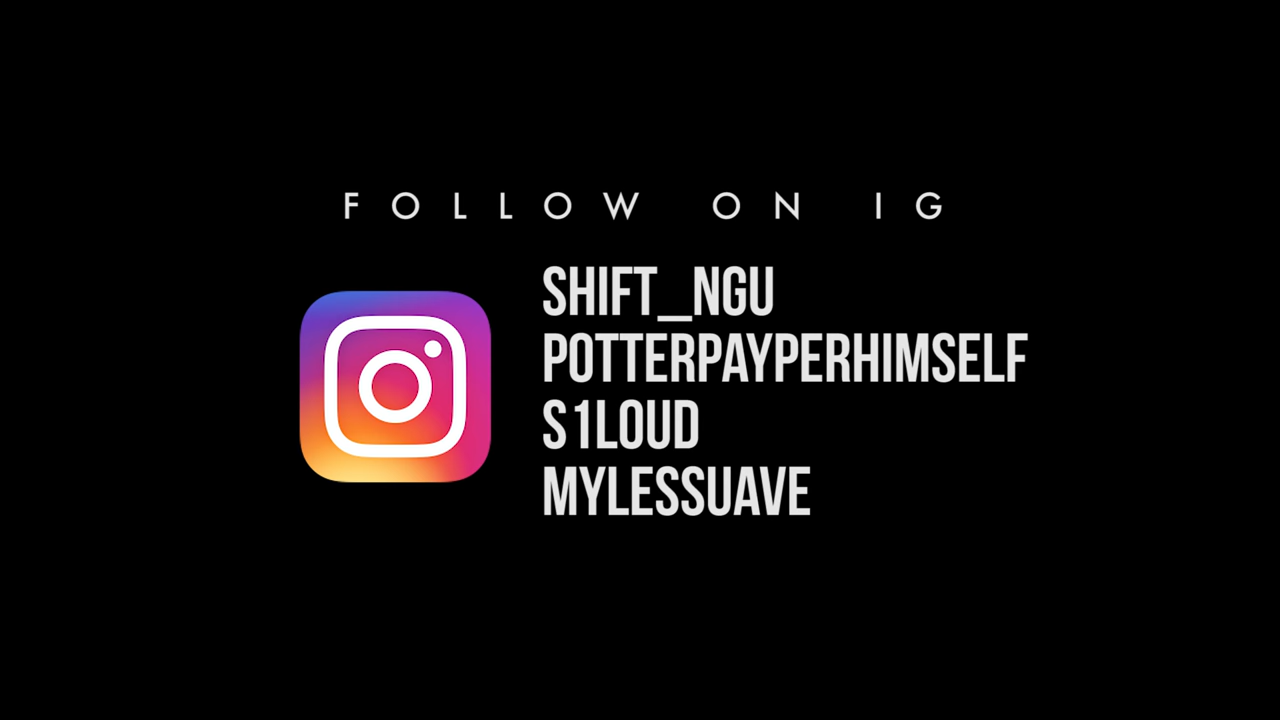 FOLLOW ON IG
SHIFT_NGU
POTTERPAYPERHIMSELF
S1LOUD
MYLESSUAVE